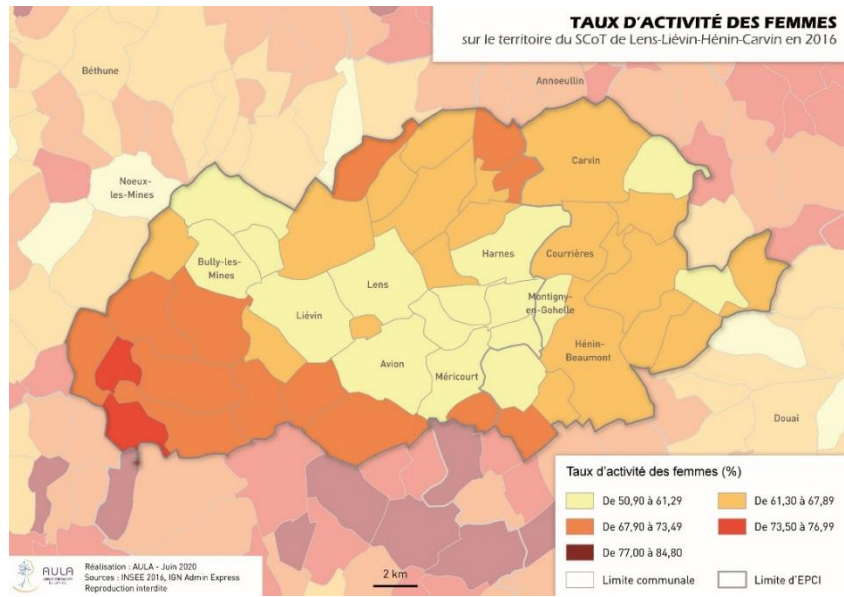 TAUX D'ACTIVITÉ DES FEMMES
sur le territoire du SCoT de Lens-Liévin-Hénin-Carvin en 2016
Béthune
Annoeullin
Carvin
Noeux-
les-Mines
Harnes
Courrières
Bully-les-
Mines
Lens
Liévin
Montigny-
en-Gohelle
Hénin-
Beaumont
Avion
Méricourt
Douai
Taux d'activité des femmes (%)
De 50,90 à 61,29
De 61,30 à 67,89
De 67,90 à 73,49
De 73,50 à 76,99
De 77,00 à 84,80
Limite communale
Limite d'EPCI
AULA
Réalisation : AULA - Juin 2020
Sources : INSEE 2016, IGN Admin Express
Reproduction interdite
2 km